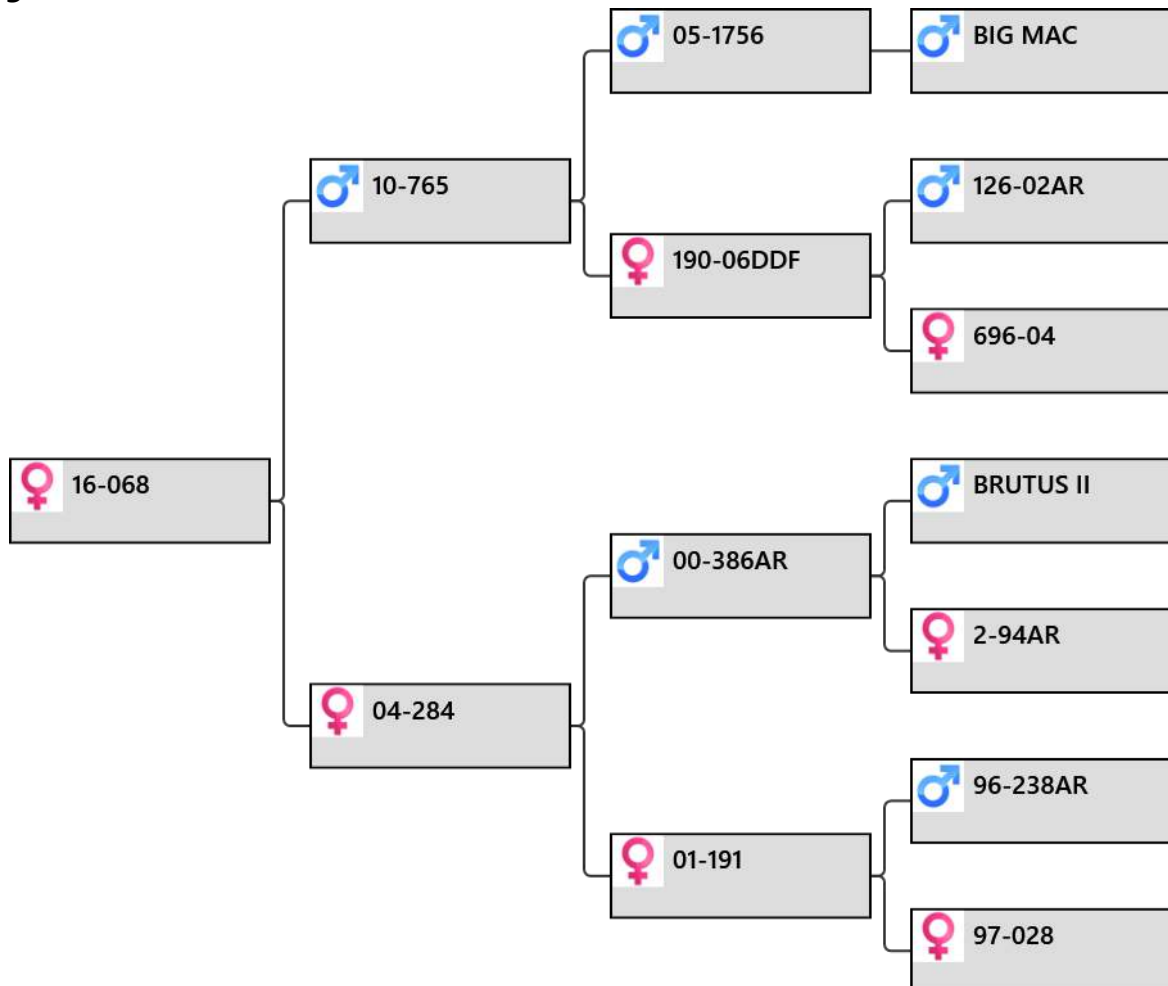 05-1756
BIG MAC
10-765
126-02AR
190-06DDF
696-04
16-068
BRUTUS II
00-386AR
2-94AR
04-284
96-238AR
01-191
97-028